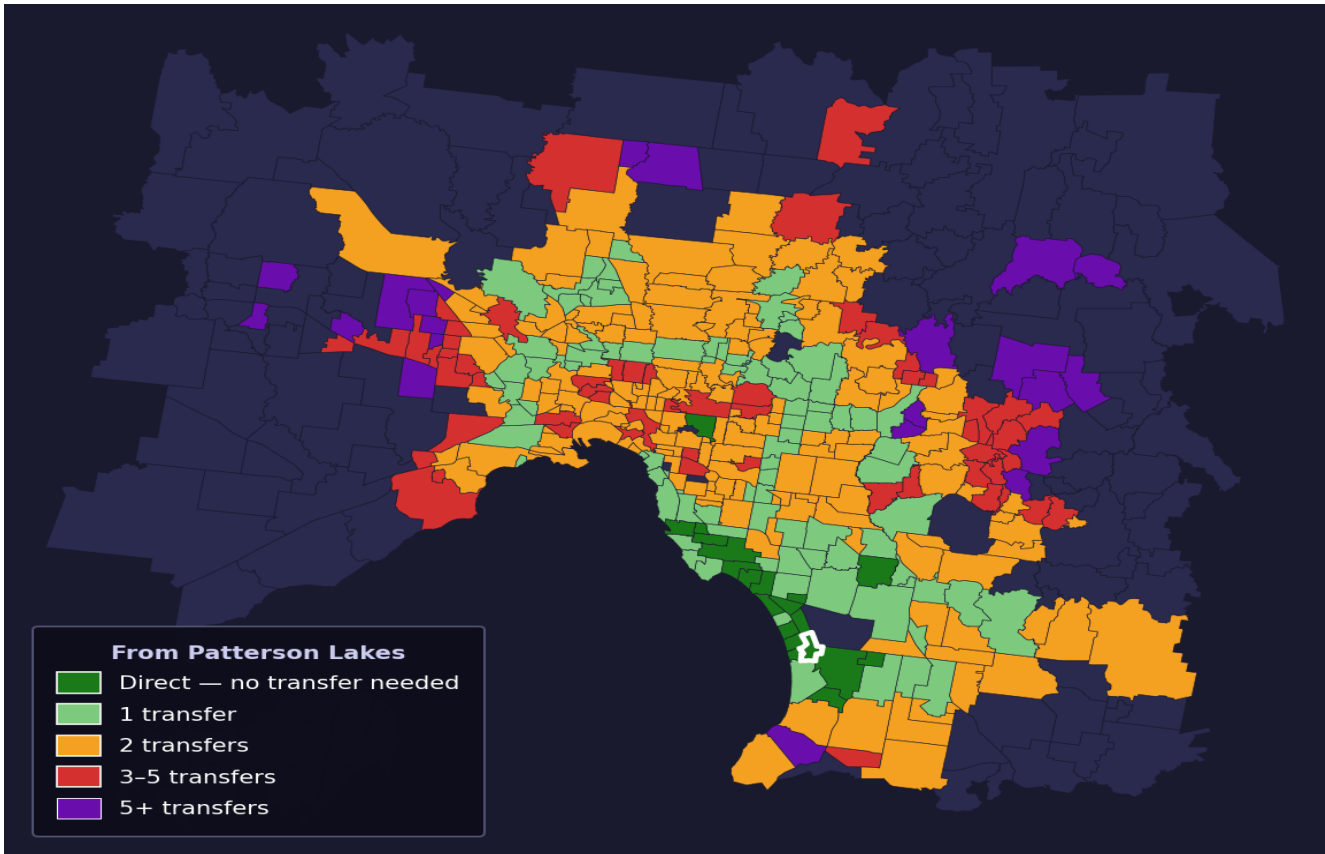 From Patterson Lakes
Direct — no transfer needed
1 transfer
2 transfers
3–5 transfers
5+ transfers